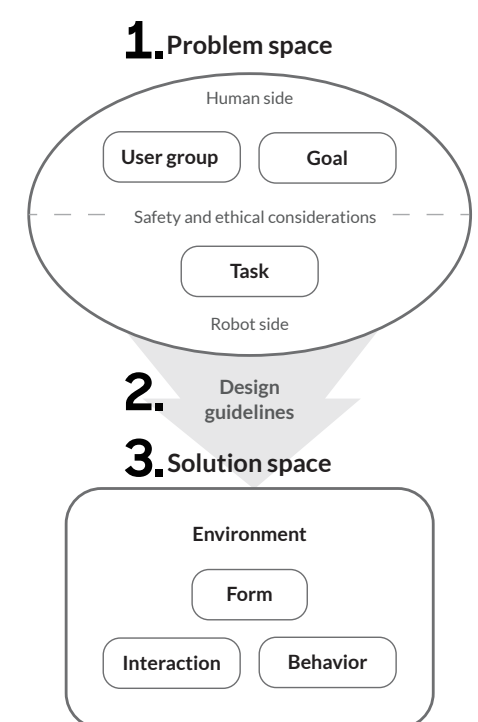 1. Problem space
Human side
User group
Goal
Safety and ethical considerations
Task
Robot side
2. Design
guidelines
3. Solution space
Environment
Form
Interaction
Behavior